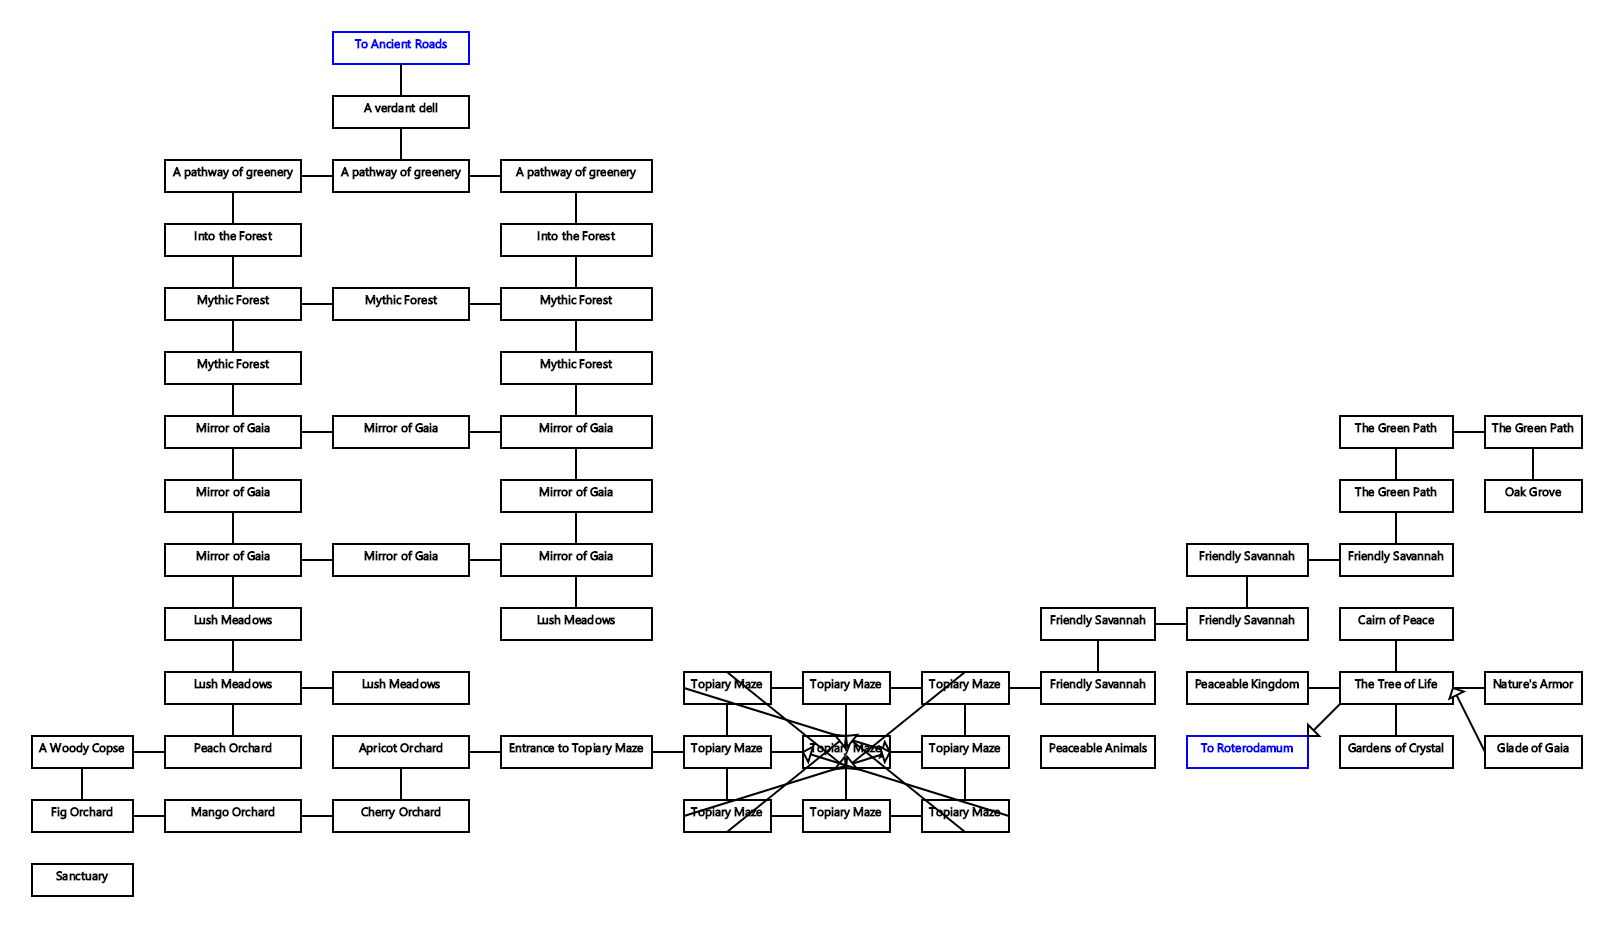 To Ancient Roads
A verdant dell
A pathway of greenery
A pathway of greenery
A pathway of greenery
Into the Forest
Into the Forest
Mythic Forest
Mythic Forest
Mythic Forest
Mythic Forest
Mythic Forest
Mirror of Gaia
Mirror of Gaia
Mirror of Gaia
The Green Path
The Green Path
Mirror of Gaia
Mirror of Gaia
The Green Path
Oak Grove
Mirror of Gaia
Mirror of Gaia
Mirror of Gaia
Friendly Savannah
Friendly Savannah
Lush Meadows
Lush Meadows
Friendly Savannah
Friendly Savannah
Cairn of Peace
Lush Meadows
Lush Meadows
Topiary Maze
Topiary Maze
Topiary Maze
Friendly Savannah
Peaceable Kingdom
The Tree of Life
Nature's Armor
A Woody Copse
Peach Orchard
Apricot Orchard
Entrance to Topiary Maze
Topiary Maze
Topiary Maze
Topiary Maze
Peaceable Animals
To Roterodamum
Gardens of Crystal
Glade of Gaia
Fig Orchard
Mango Orchard
Cherry Orchard
Topiary Maze
Topiary Maze
Topiary Maze
Sanctuary